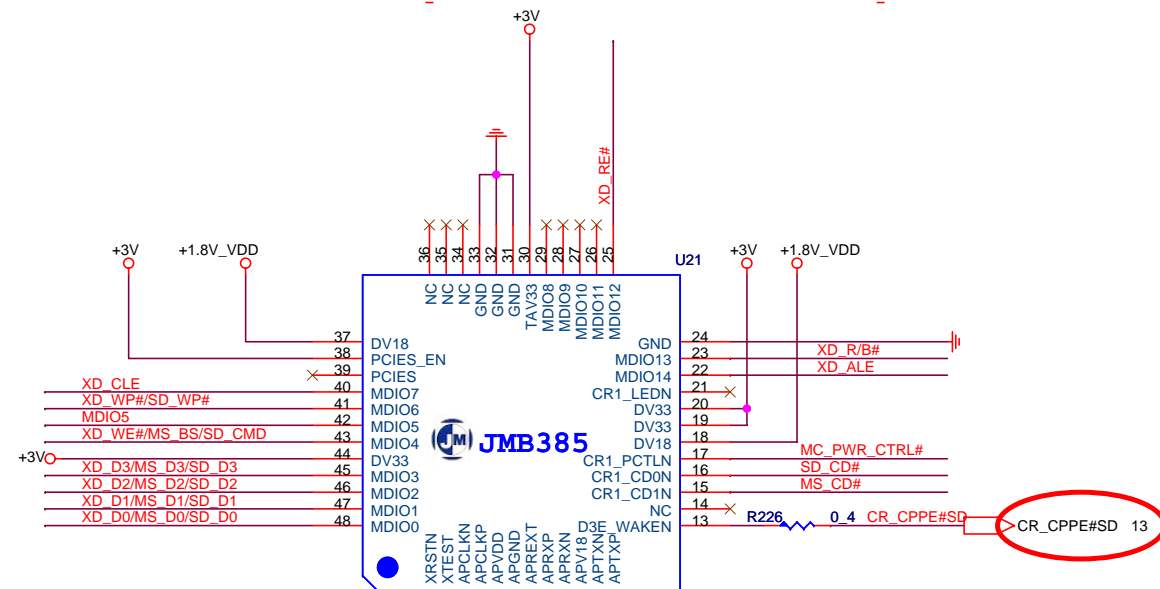 +3V
XD_RE#
+3V
+1.8V_VDD
36
35
34
33
32
31
30
29
28
27
26
25
U21
+3V
+1.8V_VDD
NC
NC
NC
GND
GND
GND
TAV33
MDIO8
MDIO9
MDIO10
MDIO11
MDIO12
37 DV18
38 PCIES_EN
39 PCIES
XD_CLE 40 MDIO7
XD_WP#/SD_WP# 41 MDIO6
MDIO5 42 MDIO5
XD_WE#/MS_BS/SD_CMD 43 MDIO4
+3V 44 DV33
XD_D3/MS_D3/SD_D3 45 MDIO3
XD_D2/MS_D2/SD_D2 46 MDIO2
XD_D1/MS_D1/SD_D1 47 MDIO1
XD_D0/MS_D0/SD_D0 48 MDIO0
JM JMB385
GND 24
MDIO13 23 XD_R/B#
MDIO14 22 XD_ALE
CR1_LEDN 21
DV33 20
DV33 19
DV18 18
CR1_PCTLN 17 MC_PWR_CTRL#
CR1_CD0N 16 SD_CD#
CR1_CD1N 15 MS_CD#
NC 14
D3E_WAKEN 13 R226 0_4 CR_CPPE#SD CR_CPPE#SD 13
XRSTN
XTEST
APCLKN
APCLKP
APVDD
APGND
APREXT
APRXP
APRXN
APV18
APTXN
APTXP